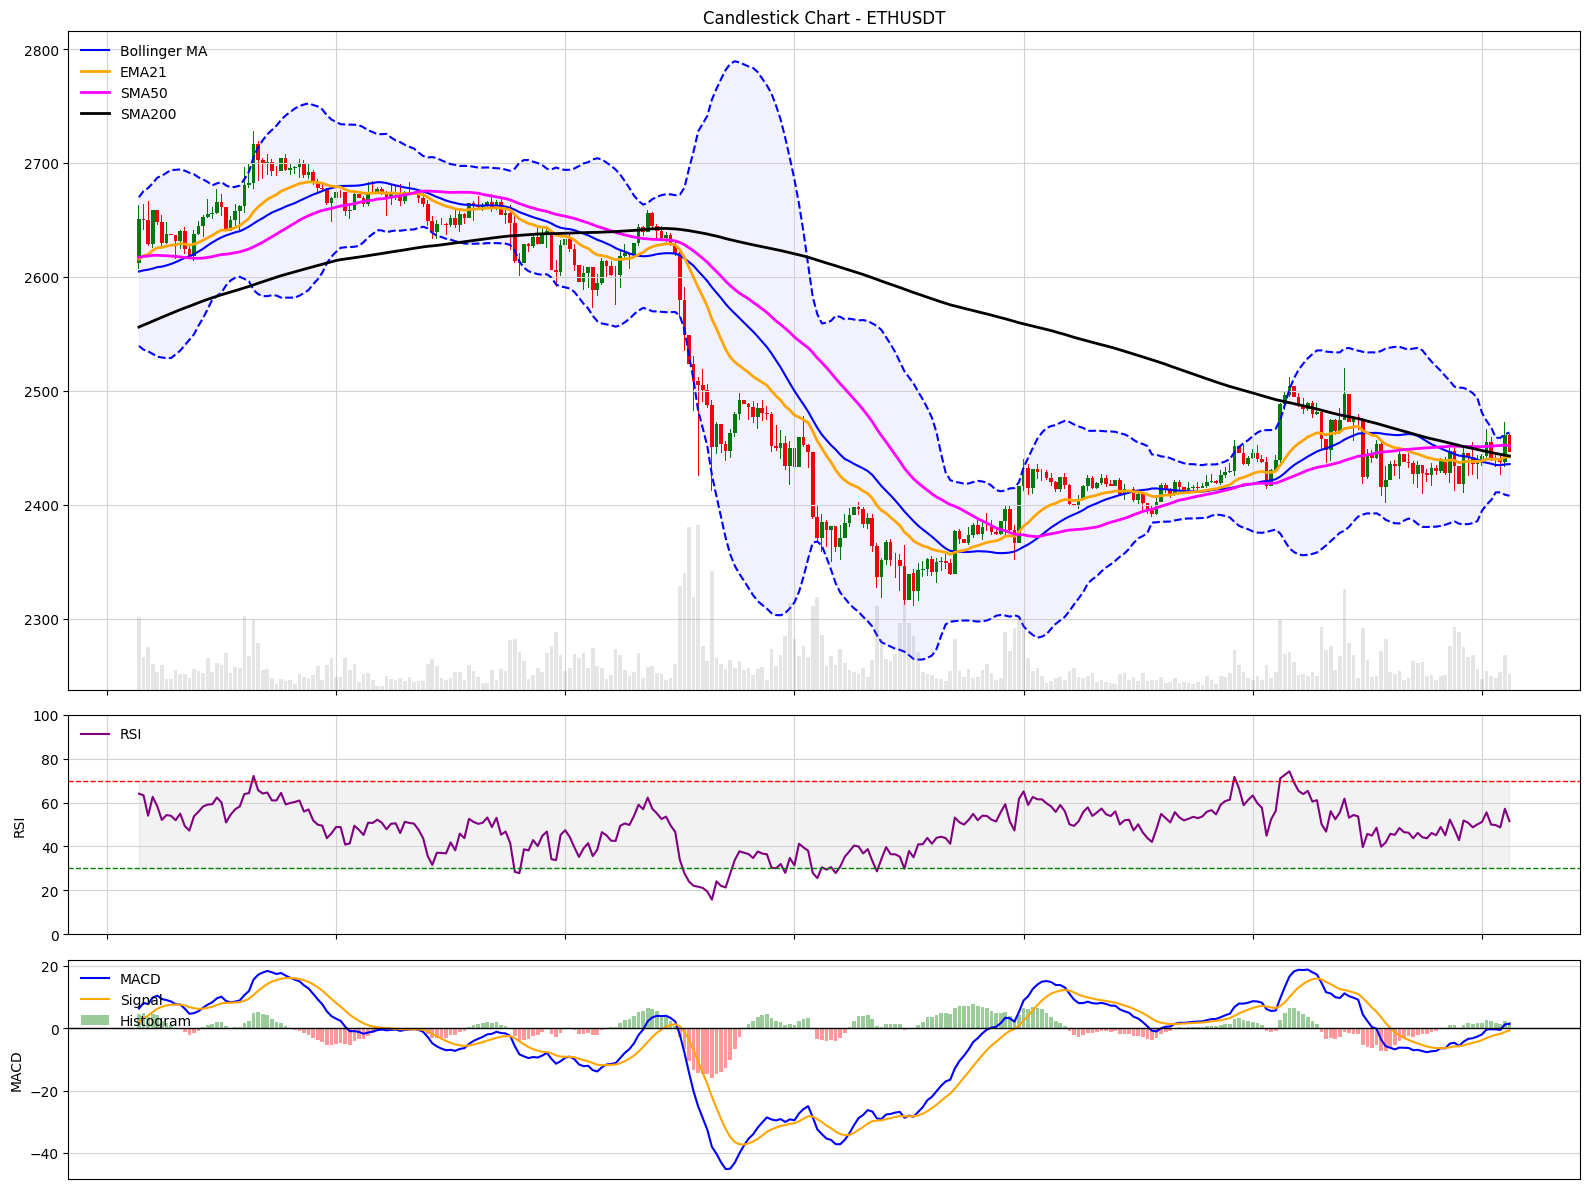 Candlestick Chart - ETHUSDT
2800
2700
2600
2500
2400
2300
Bollinger MA
EMA21
SMA50
SMA200
100
80
60
40
20
0
RSI
RSI
20
0
−20
−40
MACD
MACD
Signal
Histogram